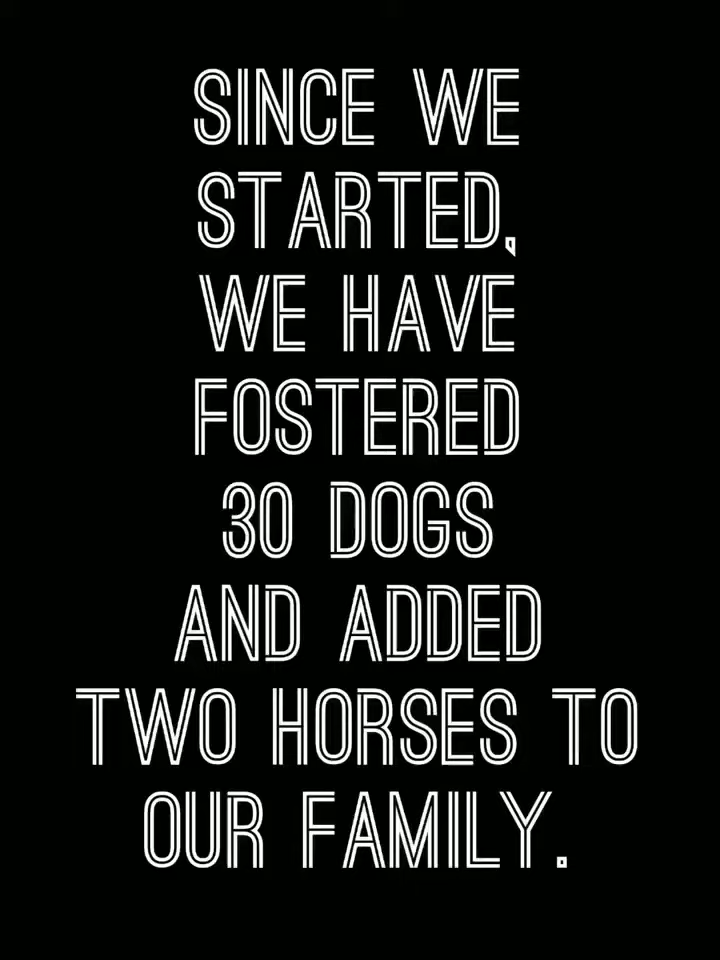 SINCE WE
STARTED,
WE HAVE
FOSTERED
30 DOGS
AND ADDED
TWO HORSES TO
OUR FAMILY.